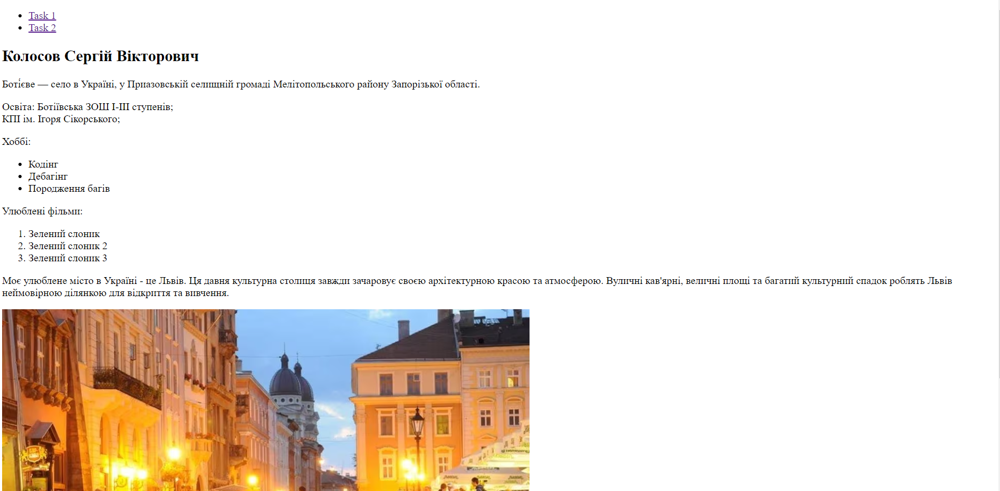 Task 1
Task 2
Колосов Сергій Вікторович
Боті́єве — село в Україні, у Приазовській селищній громаді Мелітопольського району Запорізької області.
Освіта: Ботіївська ЗОШ І-ІІІ ступенів;
КПІ ім. Ігоря Сікорського;
Хоббі:
Кодінг
Дебагінг
Породження багів
Улюблені фільми:
1. Зелений слоник
2. Зелений слоник 2
3. Зелений слоник 3
Моє улюблене місто в Україні - це Львів. Ця давня культурна столиця завжди зачаровує своєю архітектурною красою та атмосферою. Вуличні кав'ярні, величні площі та багатий культурний спадок роблять Львів
неймовірною ділянкою для відкриття та вивчення.